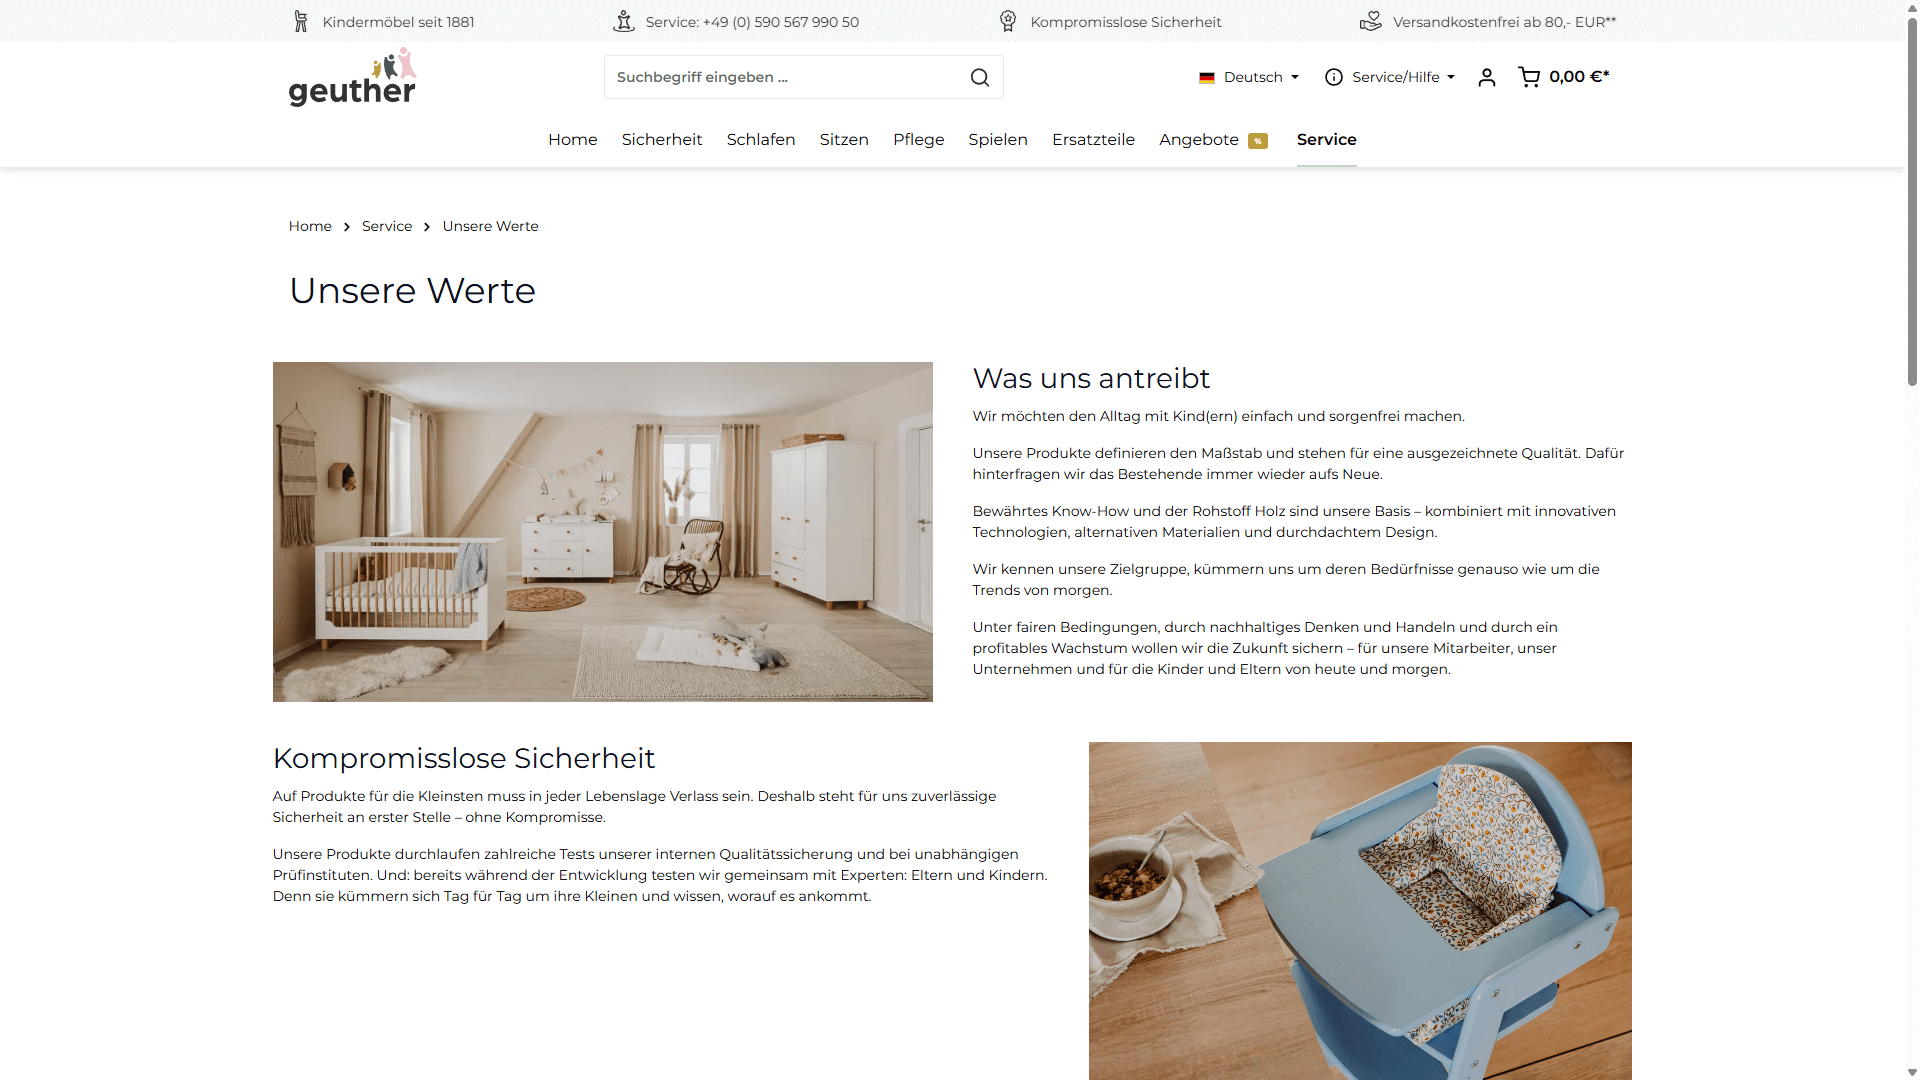 Kindermöbel seit 1881
Service: +49 (0) 590 567 990 50
Kompromisslose Sicherheit
Versandkostenfrei ab 80,- EUR**
geuther
Suchbegriff eingeben ...
Deutsch
Service/Hilfe
0,00 €*
Home
Sicherheit
Schlafen
Sitzen
Pflege
Spielen
Ersatzteile
Angebote %
Service
Home
Service
Unsere Werte
Unsere Werte
Was uns antreibt
Wir möchten den Alltag mit Kind(ern) einfach und sorgenfrei machen.
Unsere Produkte definieren den Maßstab und stehen für eine ausgezeichnete Qualität. Dafür
hinterfragen wir das Bestehende immer wieder aufs Neue.
Bewährtes Know-How und der Rohstoff Holz sind unsere Basis – kombiniert mit innovativen
Technologien, alternativen Materialien und durchdachtem Design.
Wir kennen unsere Zielgruppe, kümmern uns um deren Bedürfnisse genauso wie um die
Trends von morgen.
Unter fairen Bedingungen, durch nachhaltiges Denken und Handeln und durch ein
profitables Wachstum wollen wir die Zukunft sichern – für unsere Mitarbeiter, unser
Unternehmen und für die Kinder und Eltern von heute und morgen.
Kompromisslose Sicherheit
Auf Produkte für die Kleinsten muss in jeder Lebenslage Verlass sein. Deshalb steht für uns zuverlässige
Sicherheit an erster Stelle – ohne Kompromisse.
Unsere Produkte durchlaufen zahlreiche Tests unserer internen Qualitätssicherung und bei unabhängigen
Prüfinstituten. Und: bereits während der Entwicklung testen wir gemeinsam mit Experten: Eltern und Kindern.
Denn sie kümmern sich Tag für Tag um ihre Kleinen und wissen, worauf es ankommt.